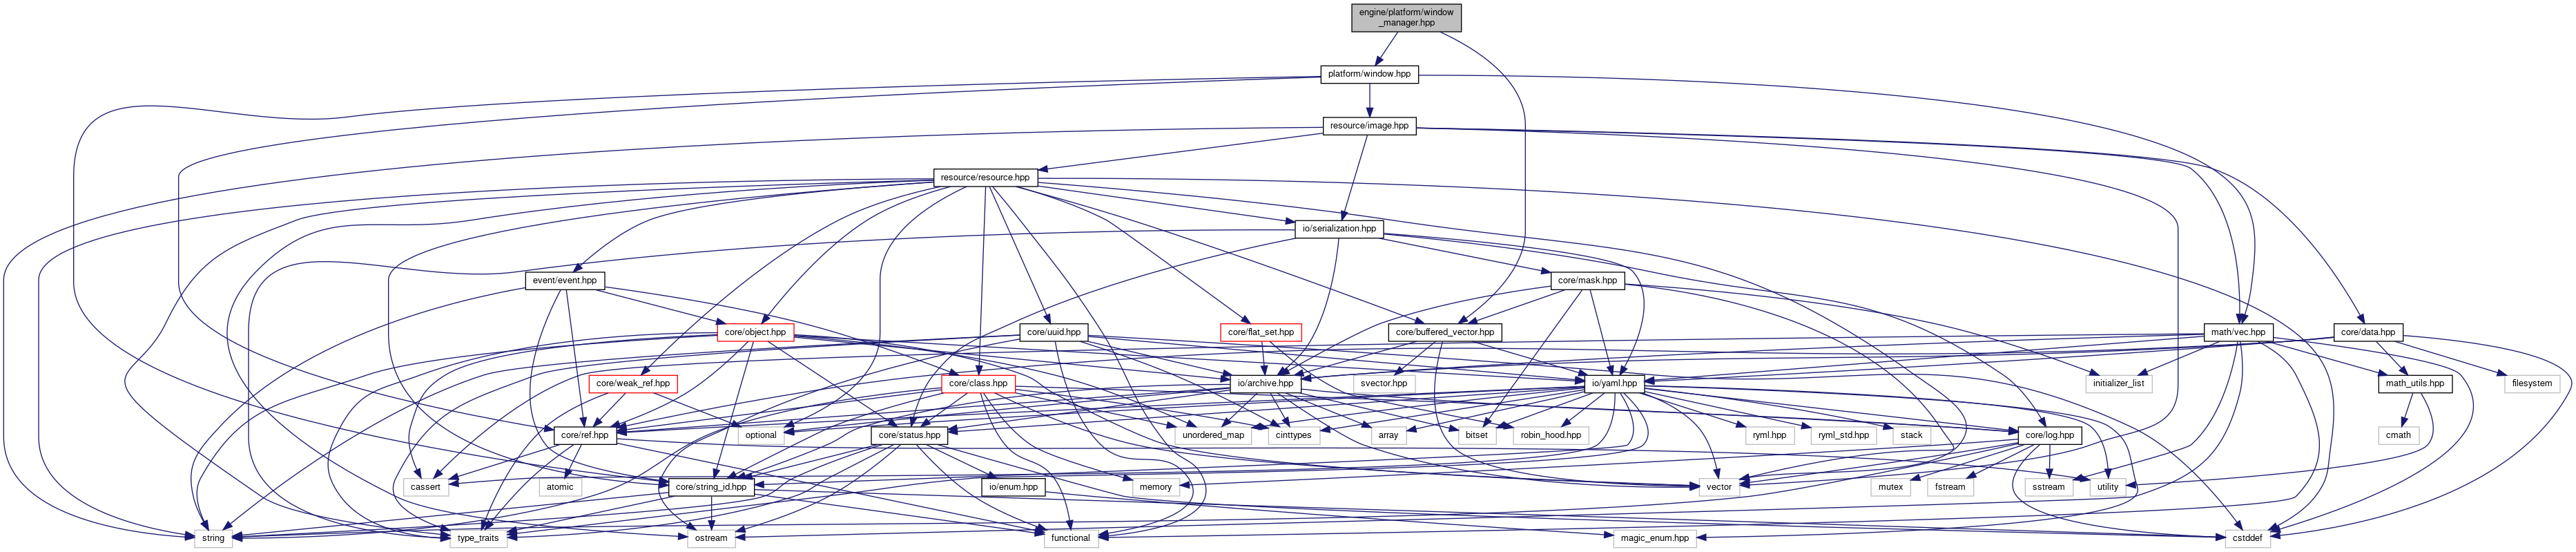 engine/platform/window
_manager.hpp
platform/window.hpp
resource/image.hpp
resource/resource.hpp
io/serialization.hpp
event/event.hpp
core/mask.hpp
core/object.hpp
core/uuid.hpp
core/flat_set.hpp
core/buffered_vector.hpp
math/vec.hpp
core/data.hpp
core/weak_ref.hpp
core/class.hpp
io/archive.hpp
svector.hpp
io/yaml.hpp
initializer_list
math_utils.hpp
filesystem
core/ref.hpp
optional
core/status.hpp
unordered_map
cinttypes
array
bitset
robin_hood.hpp
ryml.hpp
ryml_std.hpp
stack
core/log.hpp
cmath
cassert
atomic
core/string_id.hpp
io/enum.hpp
memory
vector
mutex
fstream
sstream
utility
string
type_traits
ostream
functional
magic_enum.hpp
cstddef